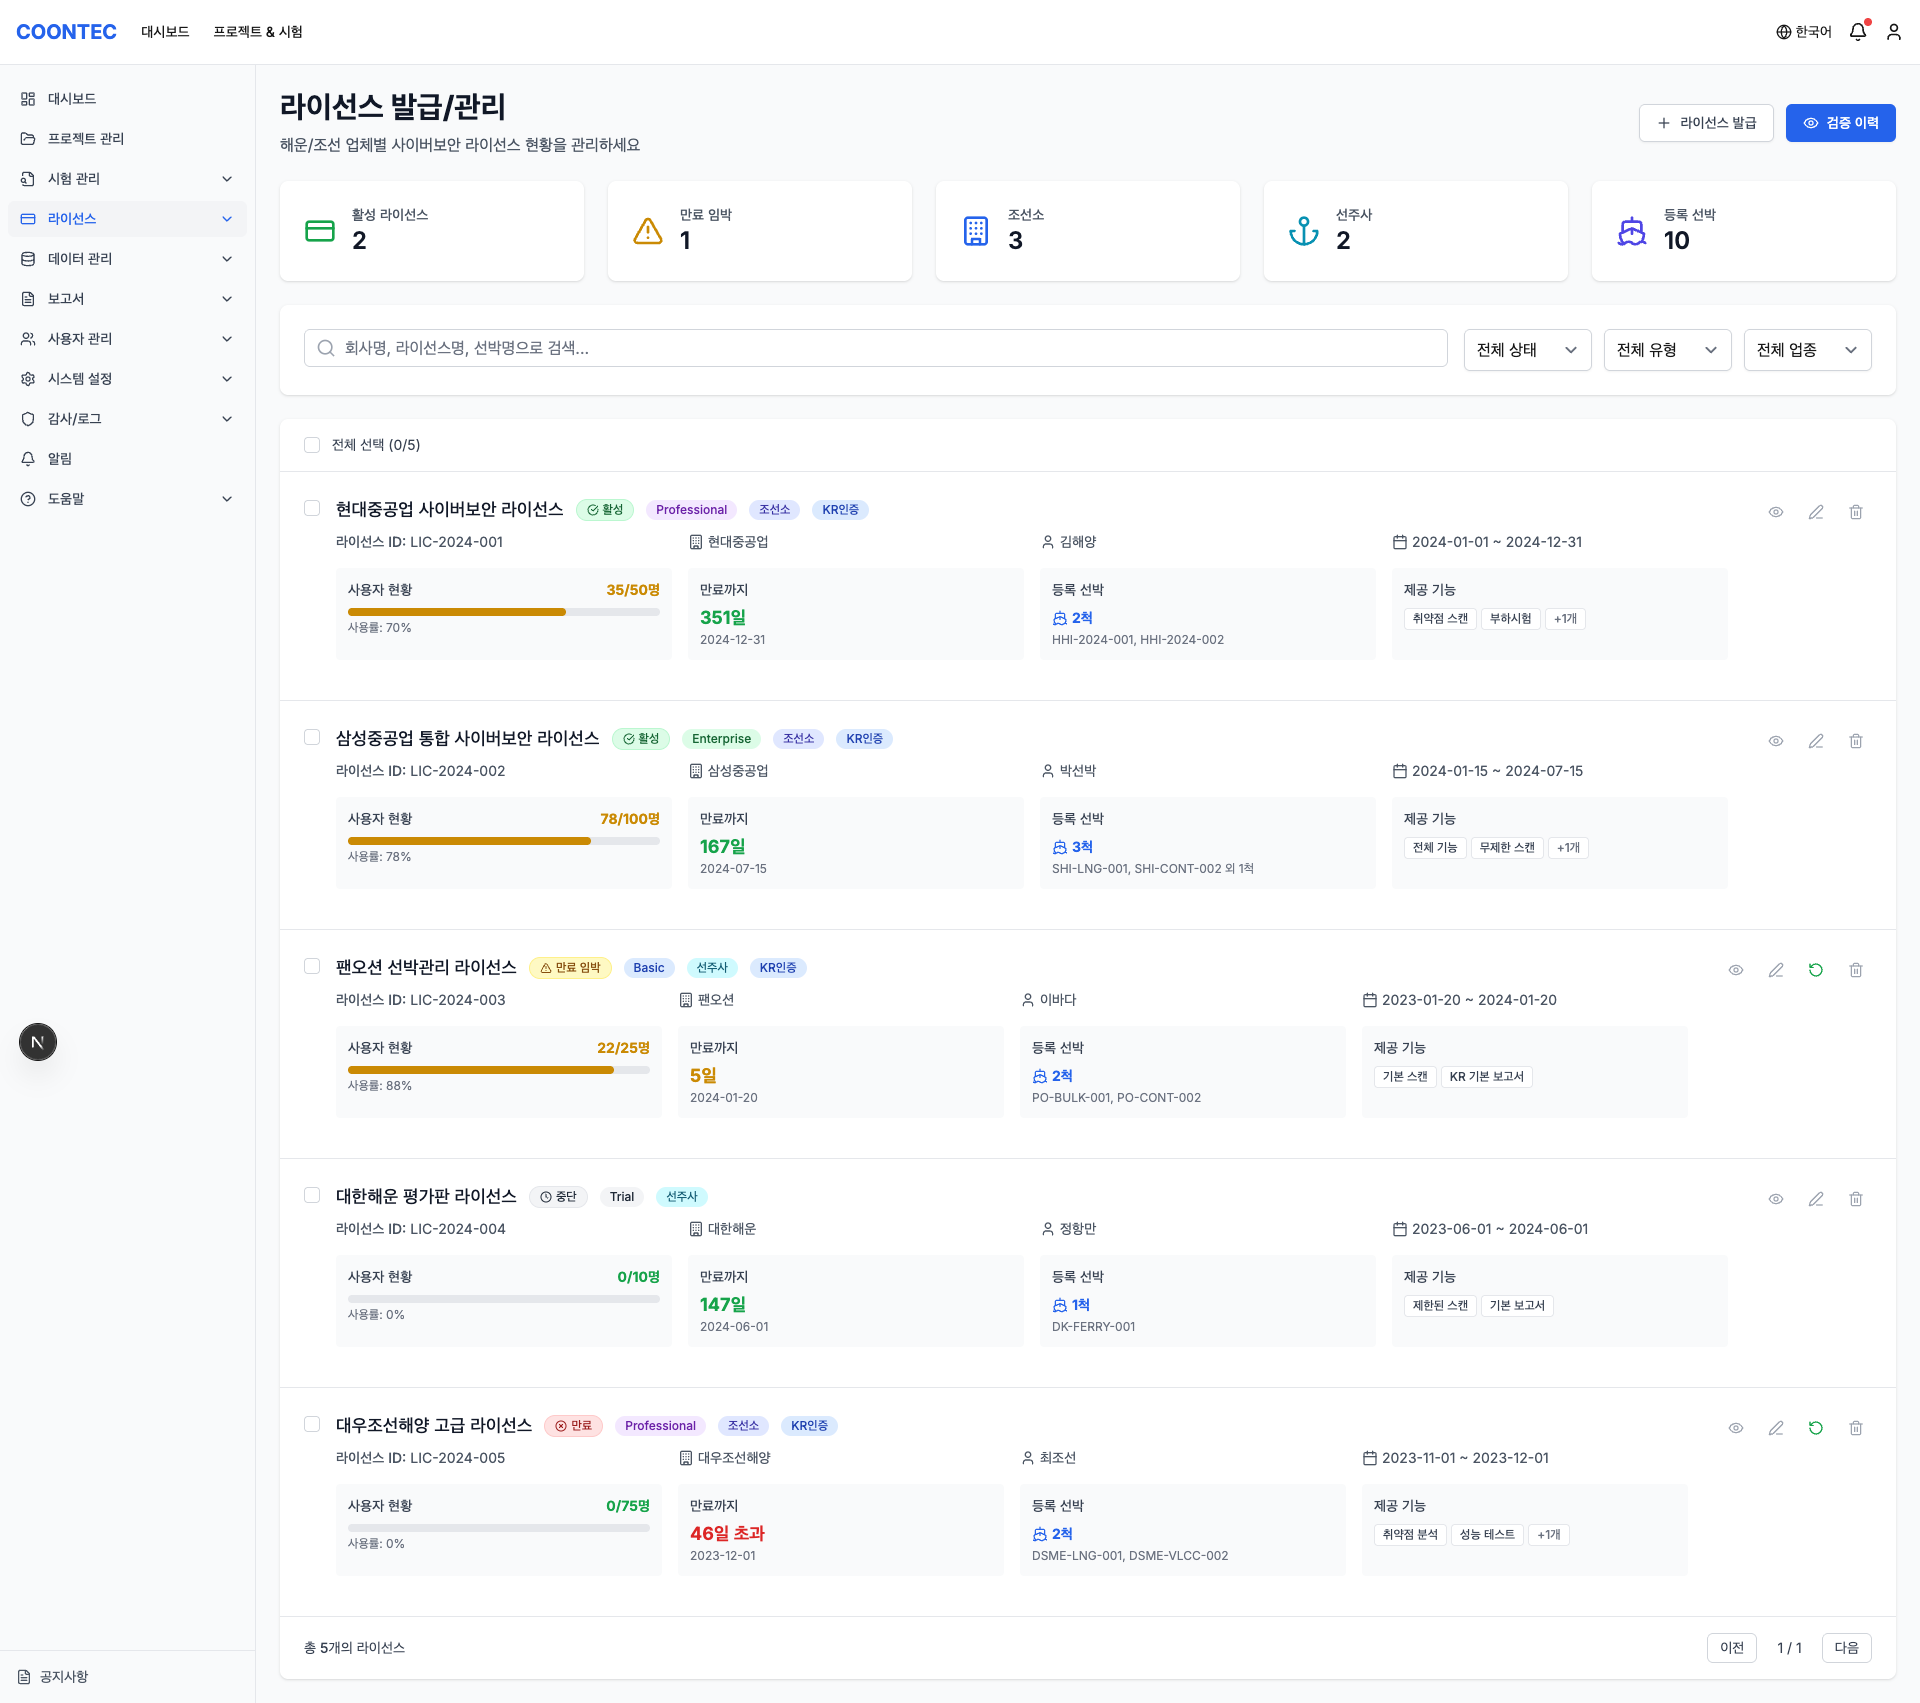 COONTEC 대시보드 프로젝트 & 시험 한국어
대시보드
프로젝트 관리
시험 관리
라이선스
데이터 관리
보고서
사용자 관리
시스템 설정
감사/로그
알림
도움말
공지사항
라이선스 발급/관리
해운/조선 업체별 사이버보안 라이선스 현황을 관리하세요
라이선스 발급 검증 이력
활성 라이선스
2
만료 임박
1
조선소
3
선주사
2
등록 선박
10
회사명, 라이선스명, 선박명으로 검색... 전체 상태 전체 유형 전체 업종
전체 선택 (0/5)
현대중공업 사이버보안 라이선스 활성 Professional 조선소 KR인증
라이선스 ID: LIC-2024-001 현대중공업 김해양 2024-01-01 ~ 2024-12-31
사용자 현황 35/50명
사용률: 70%
만료까지
351일
2024-12-31
등록 선박
2척
HHI-2024-001, HHI-2024-002
제공 기능
취약점 스캔 부하시험 +1개
삼성중공업 통합 사이버보안 라이선스 활성 Enterprise 조선소 KR인증
라이선스 ID: LIC-2024-002 삼성중공업 박선박 2024-01-15 ~ 2024-07-15
사용자 현황 78/100명
사용률: 78%
만료까지
167일
2024-07-15
등록 선박
3척
SHI-LNG-001, SHI-CONT-002 외 1척
제공 기능
전체 기능 무제한 스캔 +1개
팬오션 선박관리 라이선스 만료 임박 Basic 선주사 KR인증
라이선스 ID: LIC-2024-003 팬오션 이바다 2023-01-20 ~ 2024-01-20
사용자 현황 22/25명
사용률: 88%
만료까지
5일
2024-01-20
등록 선박
2척
PO-BULK-001, PO-CONT-002
제공 기능
기본 스캔 KR 기본 보고서
대한해운 평가판 라이선스 중단 Trial 선주사
라이선스 ID: LIC-2024-004 대한해운 정항만 2023-06-01 ~ 2024-06-01
사용자 현황 0/10명
사용률: 0%
만료까지
147일
2024-06-01
등록 선박
1척
DK-FERRY-001
제공 기능
제한된 스캔 기본 보고서
대우조선해양 고급 라이선스 만료 Professional 조선소 KR인증
라이선스 ID: LIC-2024-005 대우조선해양 최조선 2023-11-01 ~ 2023-12-01
사용자 현황 0/75명
사용률: 0%
만료까지
46일 초과
2023-12-01
등록 선박
2척
DSME-LNG-001, DSME-VLCC-002
제공 기능
취약점 분석 성능 테스트 +1개
총 5개의 라이선스 이전 1 / 1 다음